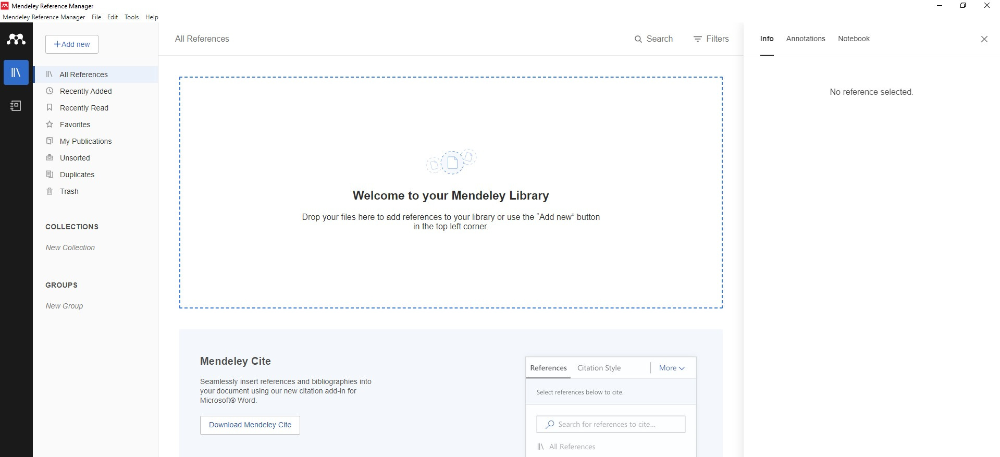 Mendeley Reference Manager
Mendeley Reference Manager File Edit Tools Help
+Add new
All References
Recently Added
Recently Read
Favorites
My Publications
Unsorted
Duplicates
Trash
COLLECTIONS
New Collection
GROUPS
New Group
All References
Search
Filters
Welcome to your Mendeley Library
Drop your files here to add references to your library or use the “Add new” button
in the top left corner.
Mendeley Cite
Seamlessly insert references and bibliographies into
your document using our new citation add-in for
Microsoft® Word.
Download Mendeley Cite
References Citation Style More
Select references below to cite.
Search for references to cite...
All References
Info Annotations Notebook
No reference selected.